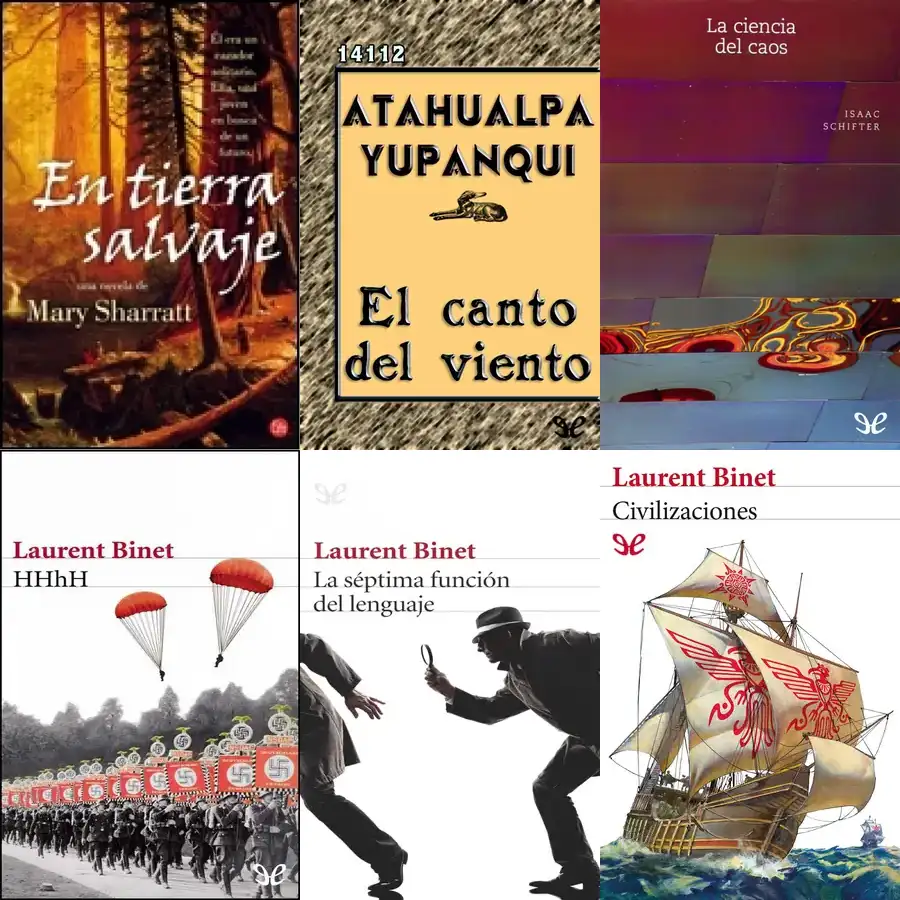 Él era un
cazador
solitario.
Ella, una
joven
en busca
de un
futuro.
En tierra
salvaje
una novela de
Mary Sharratt
14112
ATAHUALPA
YUPANQUI
El canto
del viento
La ciencia
del caos
ISAAC
SCHIFTER
Laurent Binet
HHhH
Laurent Binet
La séptima función
del lenguaje
Laurent Binet
Civilizaciones